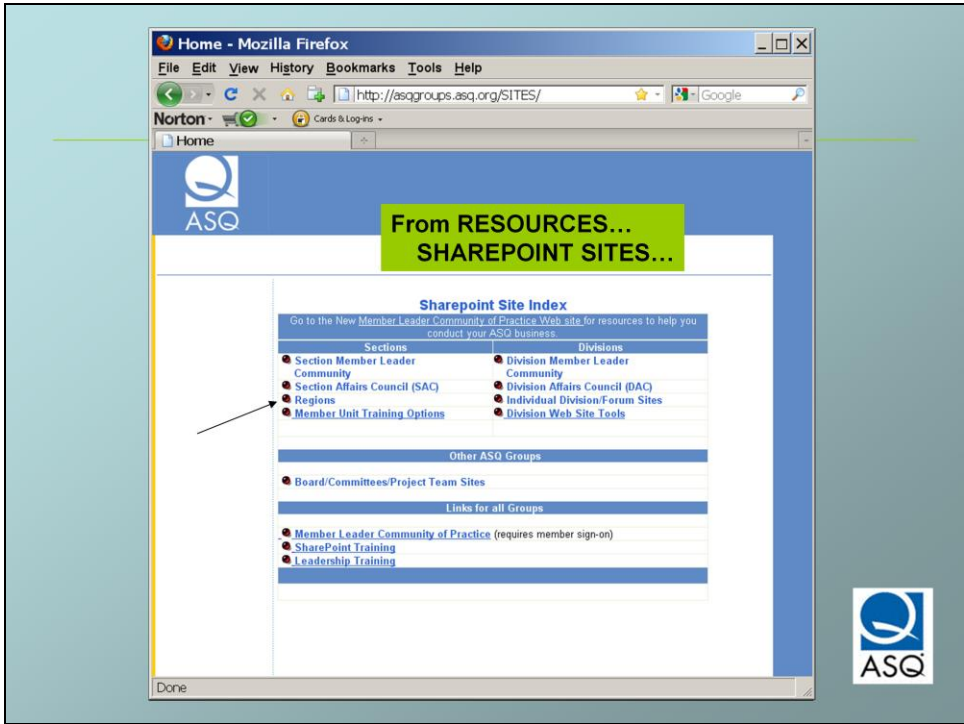 Home - Mozilla Firefox
File Edit View History Bookmarks Tools Help
http://asqgroups.asq.org/SITES/
Google
Norton
Cards & Log-ins
Home
ASQ
From RESOURCES...
SHAREPOINT SITES...
Sharepoint Site Index
Go to the New Member Leader Community of Practice Web site for resources to help you
conduct your ASQ business.
Sections
Divisions
Section Member Leader
Community
Section Affairs Council (SAC)
Regions
Member Unit Training Options
Division Member Leader
Community
Division Affairs Council (DAC)
Individual Division/Forum Sites
Division Web Site Tools
Other ASQ Groups
Board/Committees/Project Team Sites
Links for all Groups
Member Leader Community of Practice (requires member sign-on)
SharePoint Training
Leadership Training
Done
ASQ